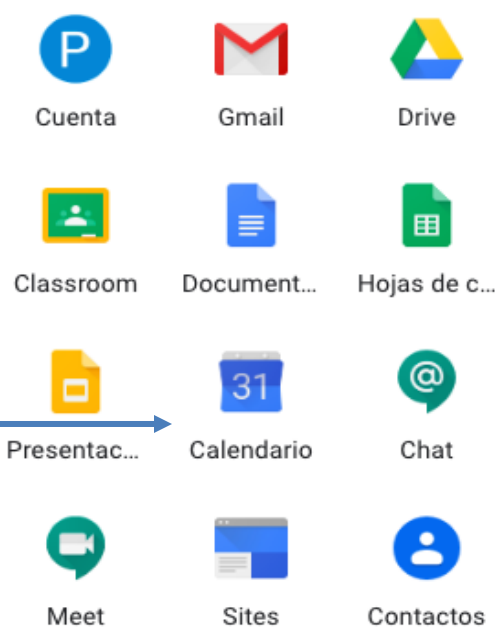 P
Cuenta Gmail Drive
Classroom Document... Hojas de c...
31 @
Presentac... Calendario Chat
Meet Sites Contactos